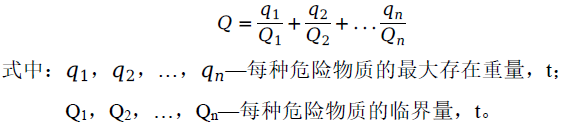 Q = q₁/Q₁ + q₂/Q₂ + … qₙ/Qₙ
式中：q₁，q₂，…，qₙ—每种危险物质的最大存在重量，t；
Q₁，Q₂，…，Qₙ—每种危险物质的临界量，t。